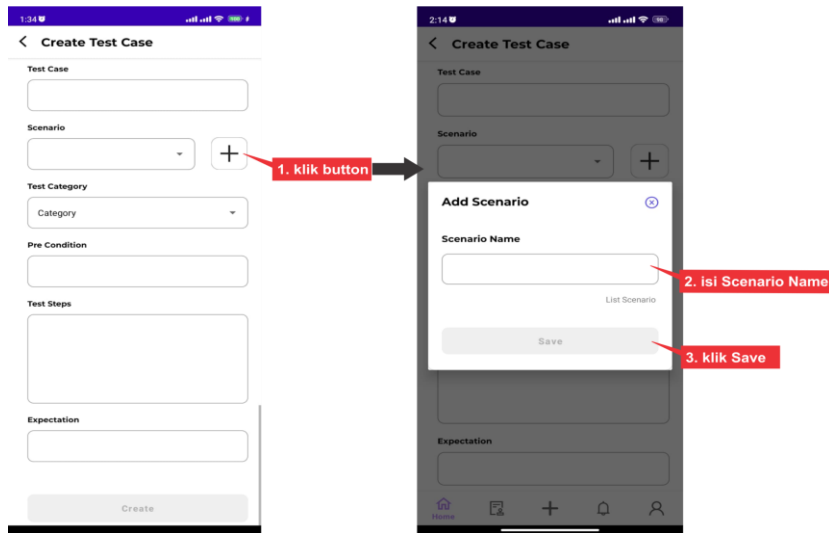 1:34
Create Test Case
Test Case
Scenario
1. klik button
Test Category
Category
Pre Condition
Test Steps
Expectation
Create
2:14
Create Test Case
Test Case
Scenario
Add Scenario
Scenario Name
2. isi Scenario Name
List Scenario
Save
3. klik Save
Expectation
Home